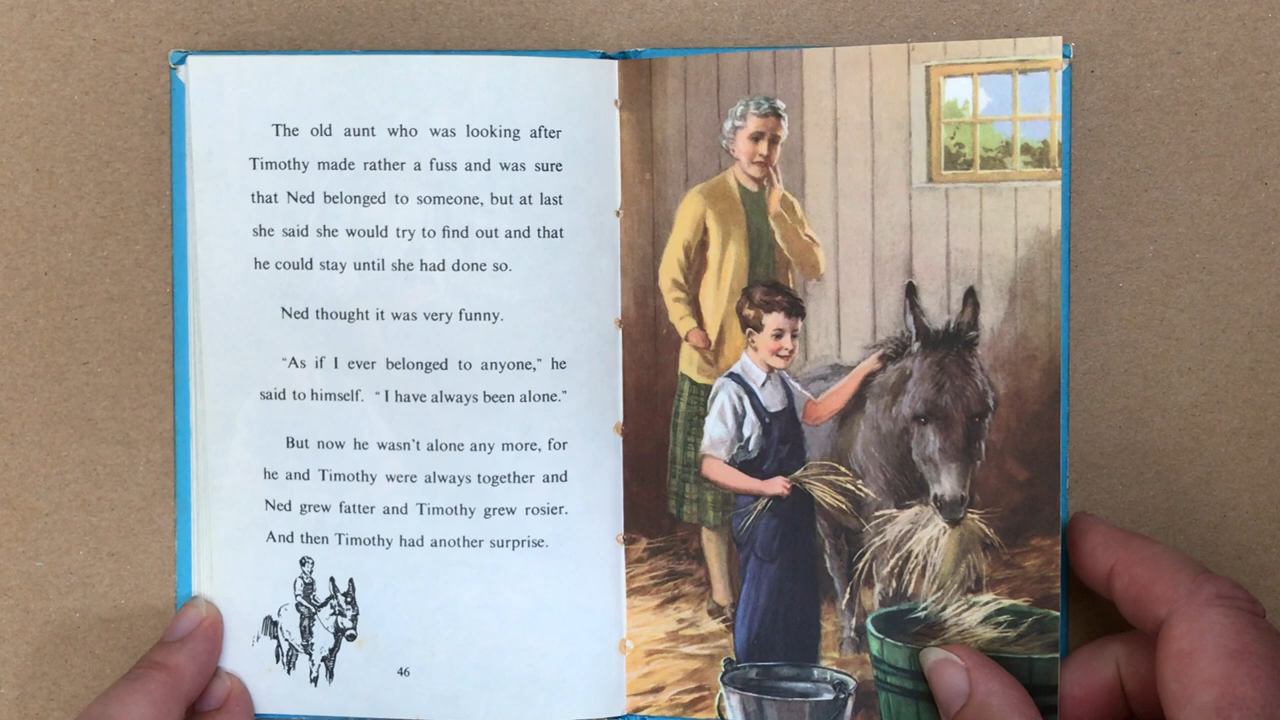 The old aunt who was looking after
Timothy made rather a fuss and was sure
that Ned belonged to someone, but at last
she said she would try to find out and that
he could stay until she had done so.
Ned thought it was very funny.
"As if I ever belonged to anyone," he
said to himself. "I have always been alone."
But now he wasn't alone any more, for
he and Timothy were always together and
Ned grew fatter and Timothy grew rosier.
And then Timothy had another surprise.
46